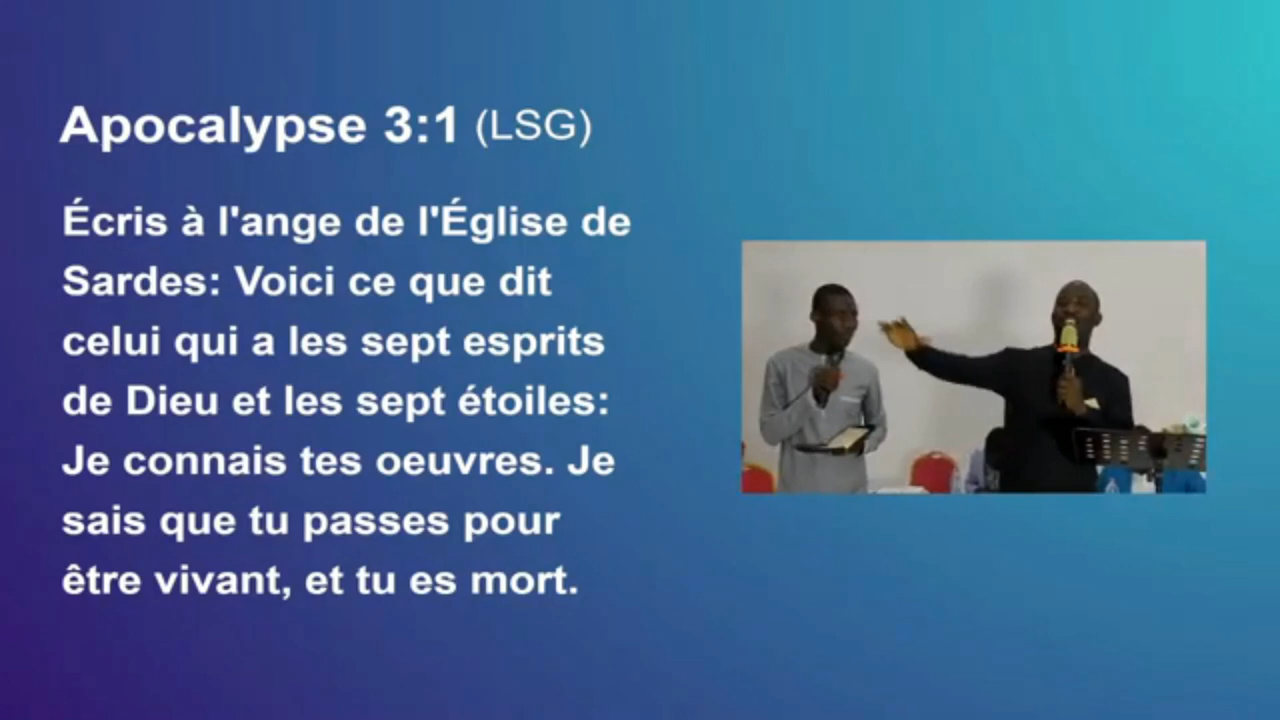 Apocalypse 3:1 (LSG)
Écris à l'ange de l'Église de
Sardes: Voici ce que dit
celui qui a les sept esprits
de Dieu et les sept étoiles:
Je connais tes oeuvres. Je
sais que tu passes pour
être vivant, et tu es mort.